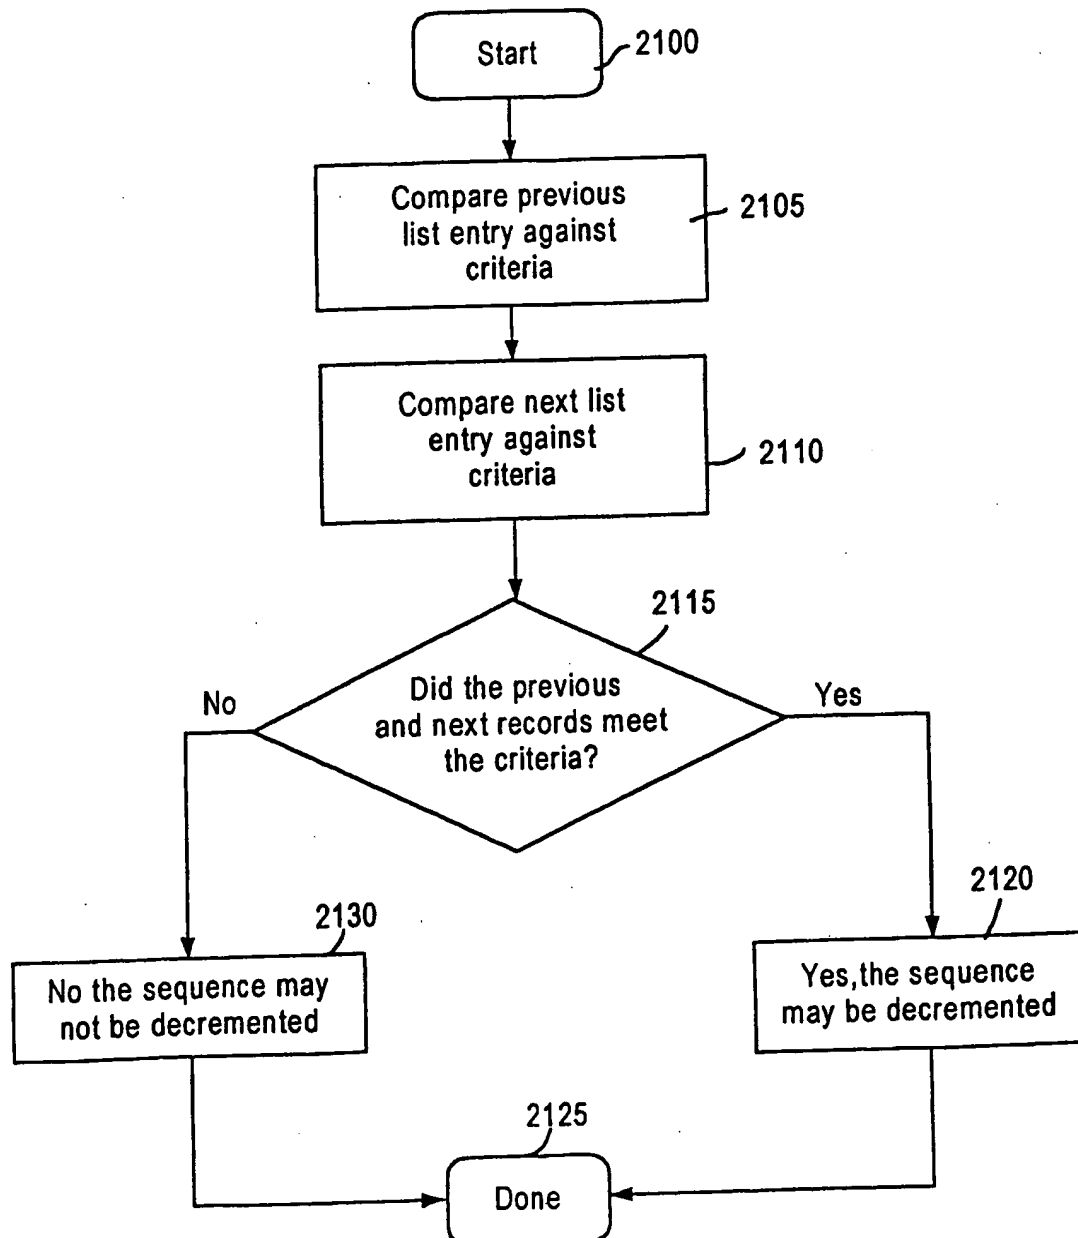 Start
2100
Compare previous
list entry against
criteria
2105
Compare next list
entry against
criteria
2110
2115
Did the previous
and next records meet
the criteria?
No
Yes
2130
No the sequence may
not be decremented
2120
Yes,the sequence
may be decremented
2125
Done